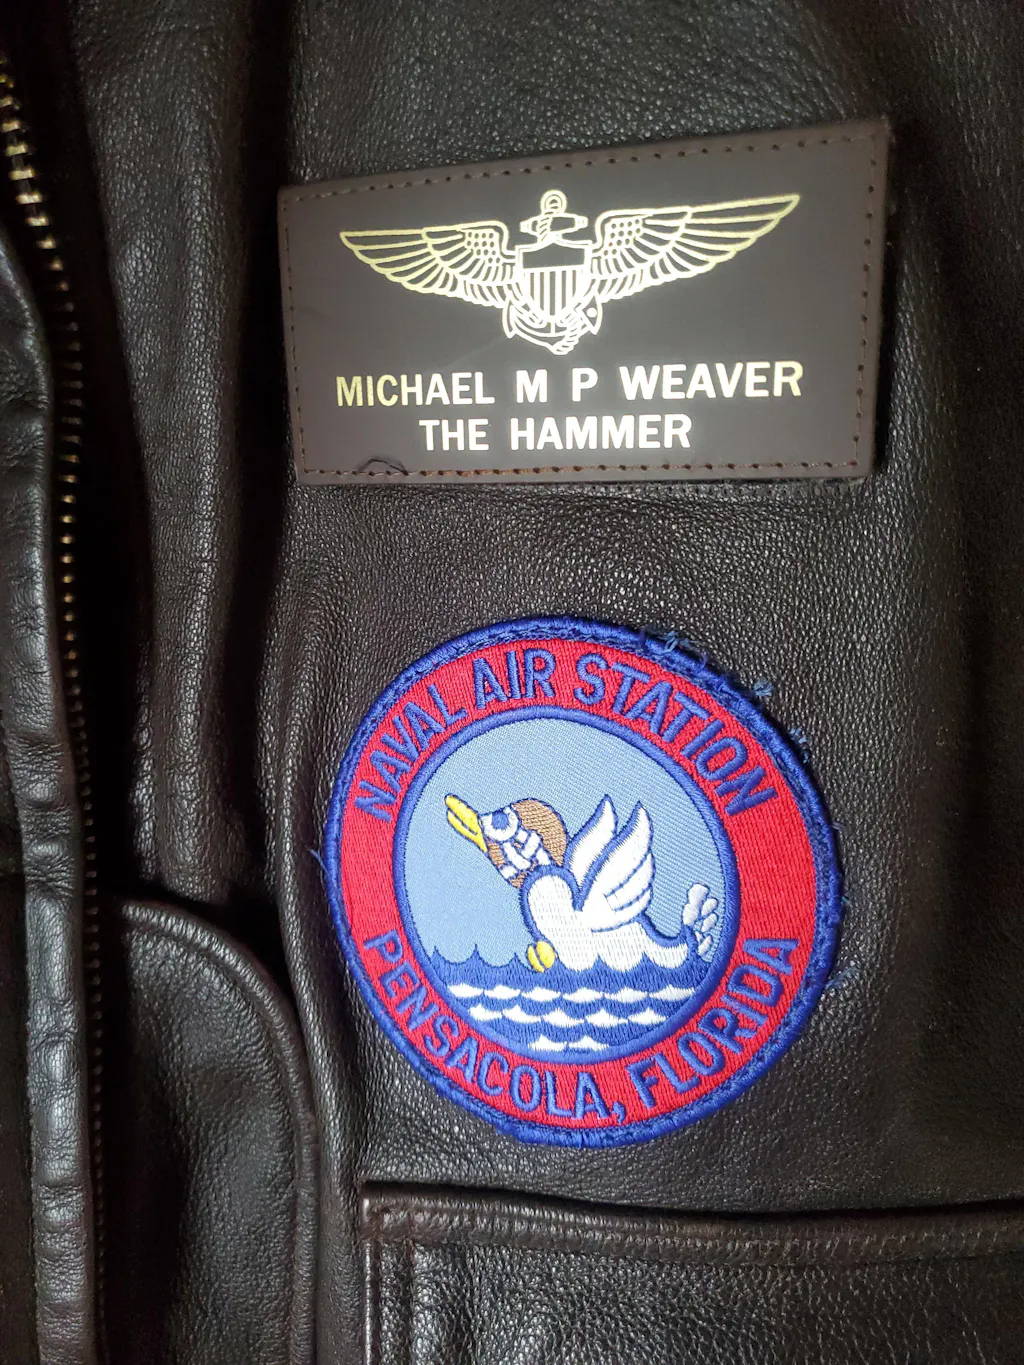 MICHAEL M P WEAVER
THE HAMMER
NAVAL AIR STATION
PENSACOLA, FLORIDA